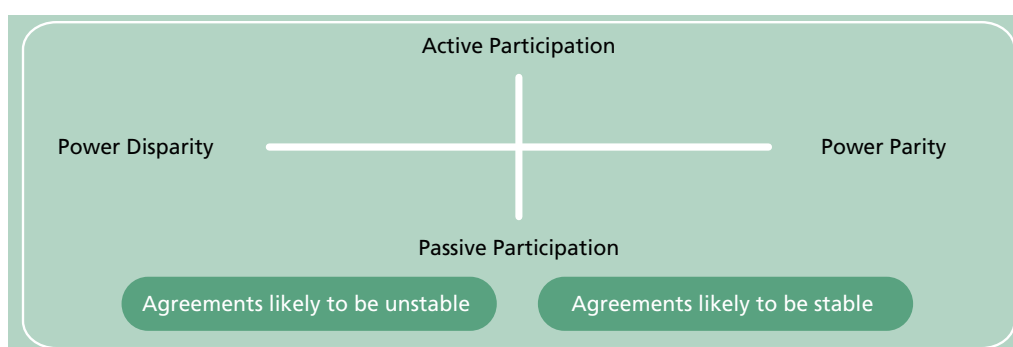 Active Participation
Power Disparity
Power Parity
Passive Participation
Agreements likely to be unstable
Agreements likely to be stable